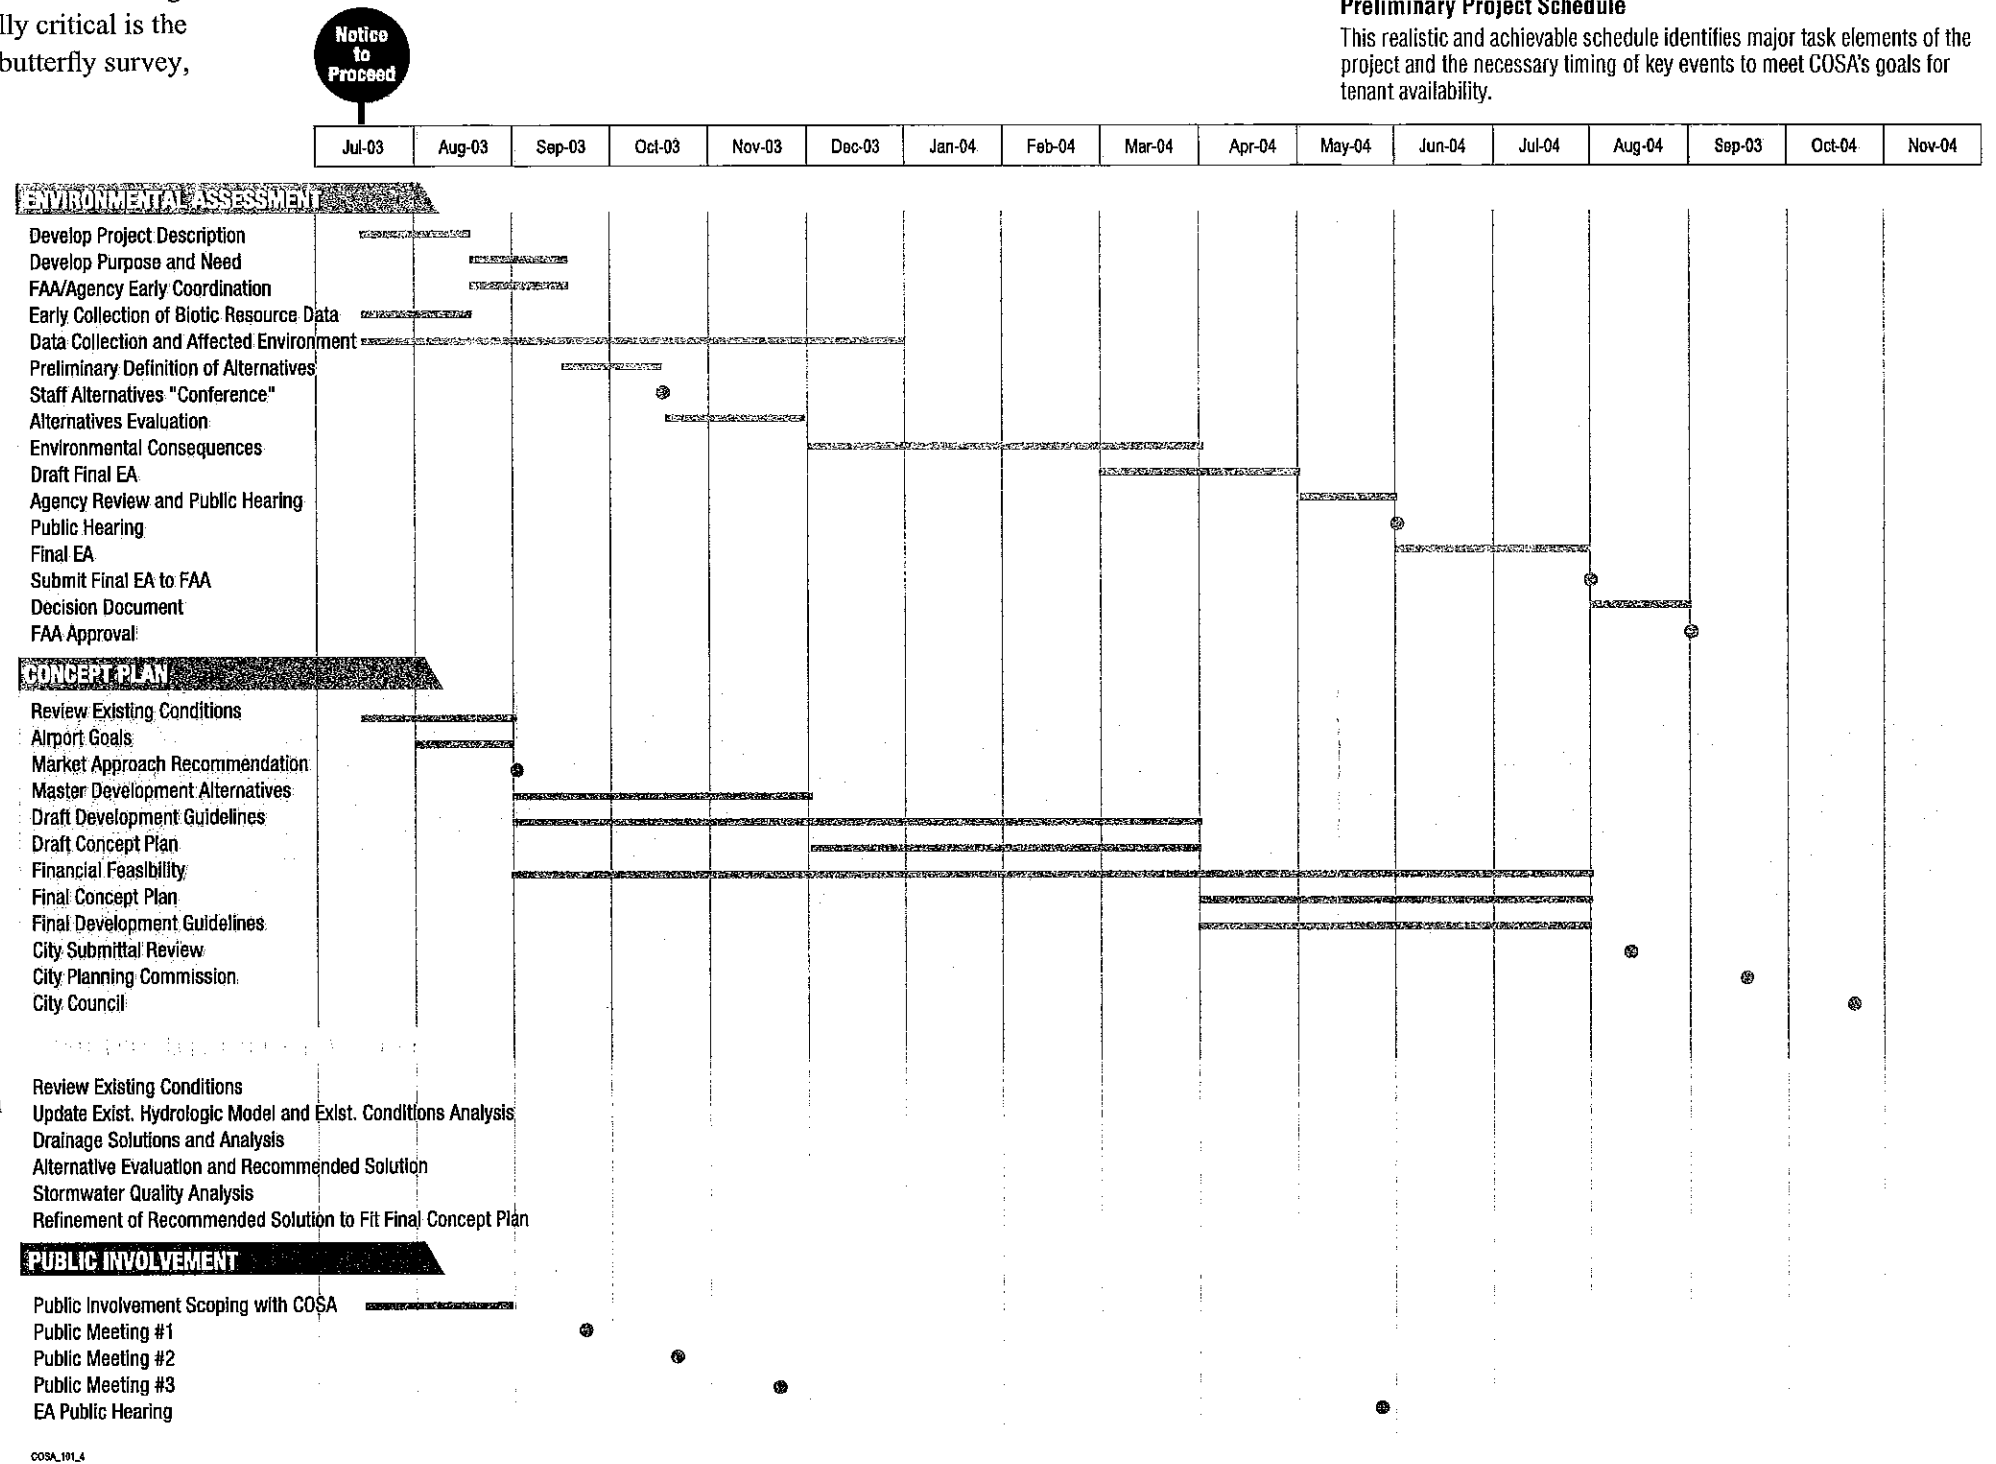 lly critical is the
butterfly survey,
Notice
to
Proceed
Preliminary Project Schedule
This realistic and achievable schedule identifies major task elements of the
project and the necessary timing of key events to meet COSA's goals for
tenant availability.
Jul-03 Aug-03 Sep-03 Oct-03 Nov-03 Dec-03 Jan-04 Feb-04 Mar-04 Apr-04 May-04 Jun-04 Jul-04 Aug-04 Sep-03 Oct-04 Nov-04
ENVIRONMENTAL ASSESSMENT
Develop Project Description
Develop Purpose and Need
FAA/Agency Early Coordination
Early Collection of Biotic Resource Data
Data Collection and Affected Environment
Preliminary Definition of Alternatives
Staff Alternatives "Conference"
Alternatives Evaluation
Environmental Consequences
Draft Final EA
Agency Review and Public Hearing
Public Hearing
Final EA
Submit Final EA to FAA
Decision Document
FAA Approval
CONCEPT PLAN
Review Existing Conditions
Airport Goals
Market Approach Recommendation
Master Development Alternatives
Draft Development Guidelines
Draft Concept Plan
Financial Feasibility
Final Concept Plan
Final Development Guidelines
City Submittal Review
City Planning Commission
City Council
Review Existing Conditions
Update Exist. Hydrologic Model and Exist. Conditions Analysis
Drainage Solutions and Analysis
Alternative Evaluation and Recommended Solution
Stormwater Quality Analysis
Refinement of Recommended Solution to Fit Final Concept Plan
PUBLIC INVOLVEMENT
Public Involvement Scoping with COSA
Public Meeting #1
Public Meeting #2
Public Meeting #3
EA Public Hearing
COSA_101_4